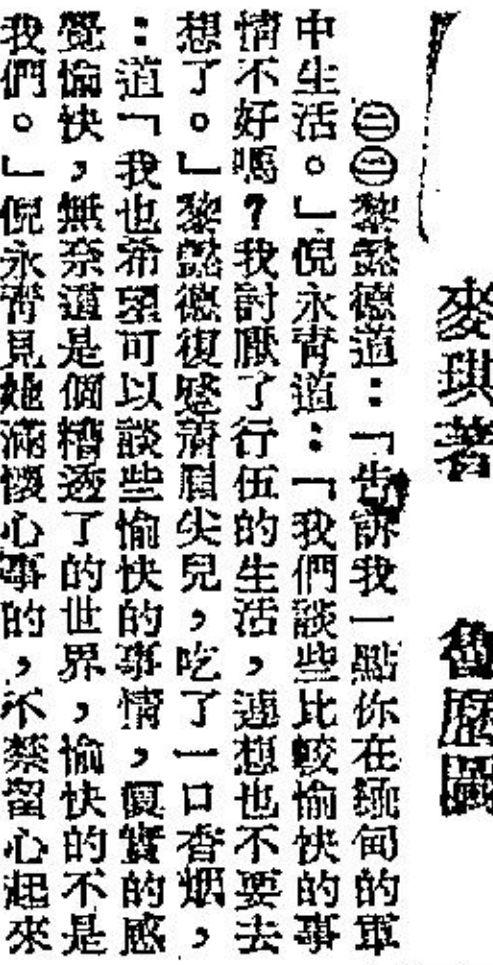 麥琪著　舊歷圖
㊁㊂黎懿德道：「告訴我一點你在緬甸的軍
中生活。」倪永青道：「我們談些比較愉快的事
情不好嗎？我討厭了行伍的生活，連想也不要去
想了。」黎懿德復蹙着眉尖兒，吃了一口香烟，
：道「我也希望可以談些愉快的事情，優實的感
覺愉快，無奈這是個糟透了的世界，愉快的不是
我們。」倪永青見她滿懷心事的，不禁留心起來